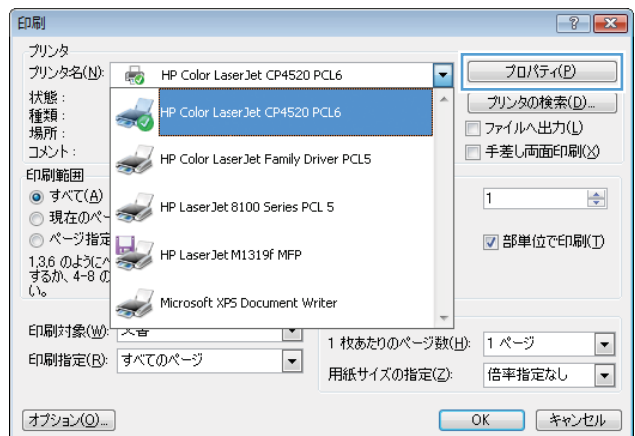 印刷
プリンタ
プリンタ名(N): HP Color LaserJet CP4520 PCL6 プロパティ(P)
状態 : HP Color LaserJet CP4520 PCL6 プリンタの検索(D)...
種類 :
場所 : ファイルへ出力(L)
コメント : HP Color LaserJet Family Driver PCL5 手差し両面印刷(X)
印刷範囲
すべて(A) HP LaserJet 8100 Series PCL 5 1
現在のペー
ページ指定 HP LaserJet M1319f MFP 部単位で印刷(T)
1,3,6 のように
するか、4-8 の
い。
Microsoft XPS Document Writer
印刷対象(W): 1 枚あたりのページ数(H): 1 ページ
印刷指定(R): すべてのページ 用紙サイズの指定(Z): 倍率指定なし
オプション(O)... OK キャンセル